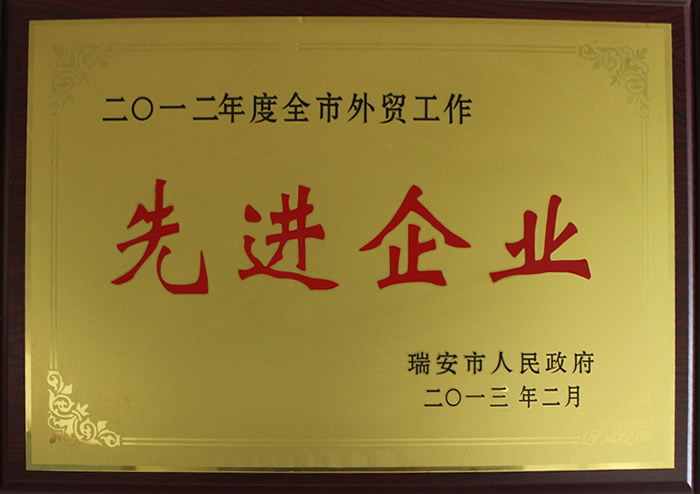 二〇一二年度全市外贸工作
先进企业
瑞安市人民政府
二〇一三年二月